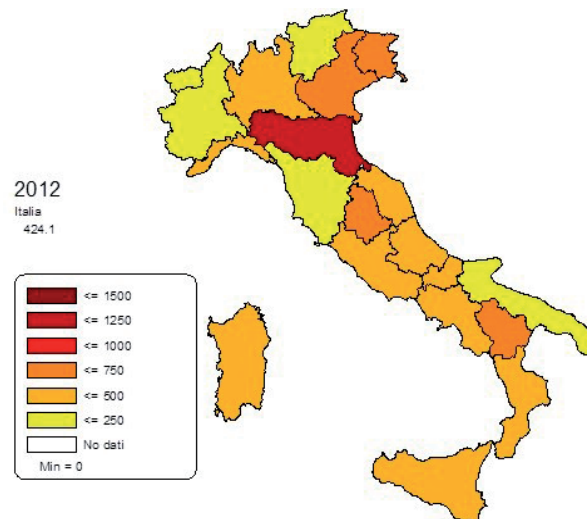 2012
Italia
424.1
<= 1500
<= 1250
<= 1000
<= 750
<= 500
<= 250
No dati
Min = 0